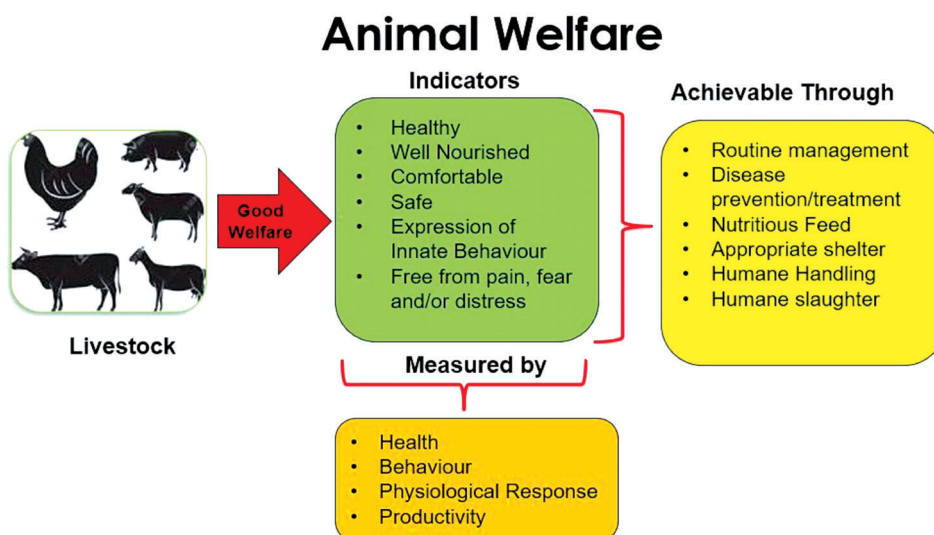 Animal Welfare
Indicators
Achievable Through
Livestock
Good
Welfare
• Healthy
• Well Nourished
• Comfortable
• Safe
• Expression of
Innate Behaviour
• Free from pain, fear
and/or distress
• Routine management
• Disease
prevention/treatment
• Nutritious Feed
• Appropriate shelter
• Humane Handling
• Humane slaughter
Measured by
• Health
• Behaviour
• Physiological Response
• Productivity